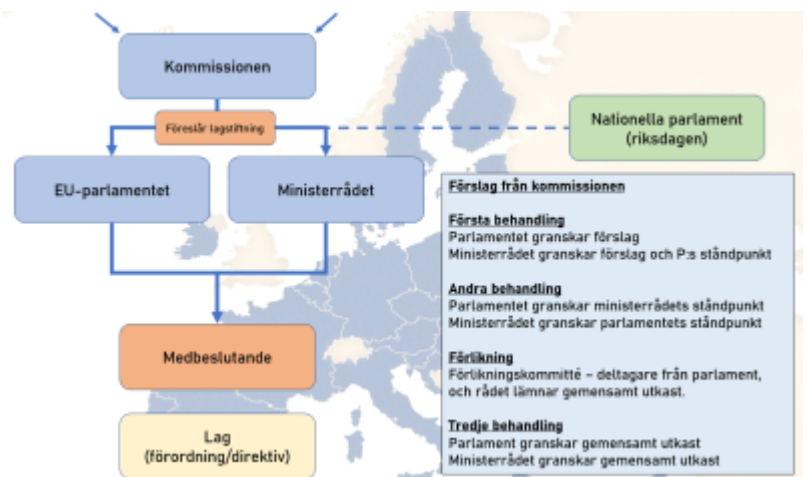 Kommissionen
Föreslår lagstiftning
Nationella parlament
(riksdagen)
EU-parlamentet
Ministerrådet
Förslag från kommissionen
Första behandling
Parlamentet granskar förslag
Ministerrådet granskar förslag och P:s ståndpunkt
Andra behandling
Parlamentet granskar ministerrådets ståndpunkt
Ministerrådet granskar parlamentets ståndpunkt
Förlikning
Förlikningskommitté – deltagare från parlament,
och rådet lämnar gemensamt utkast.
Tredje behandling
Parlament granskar gemensamt utkast
Ministerrådet granskar gemensamt utkast
Medbeslutande
Lag
(förordning/direktiv)